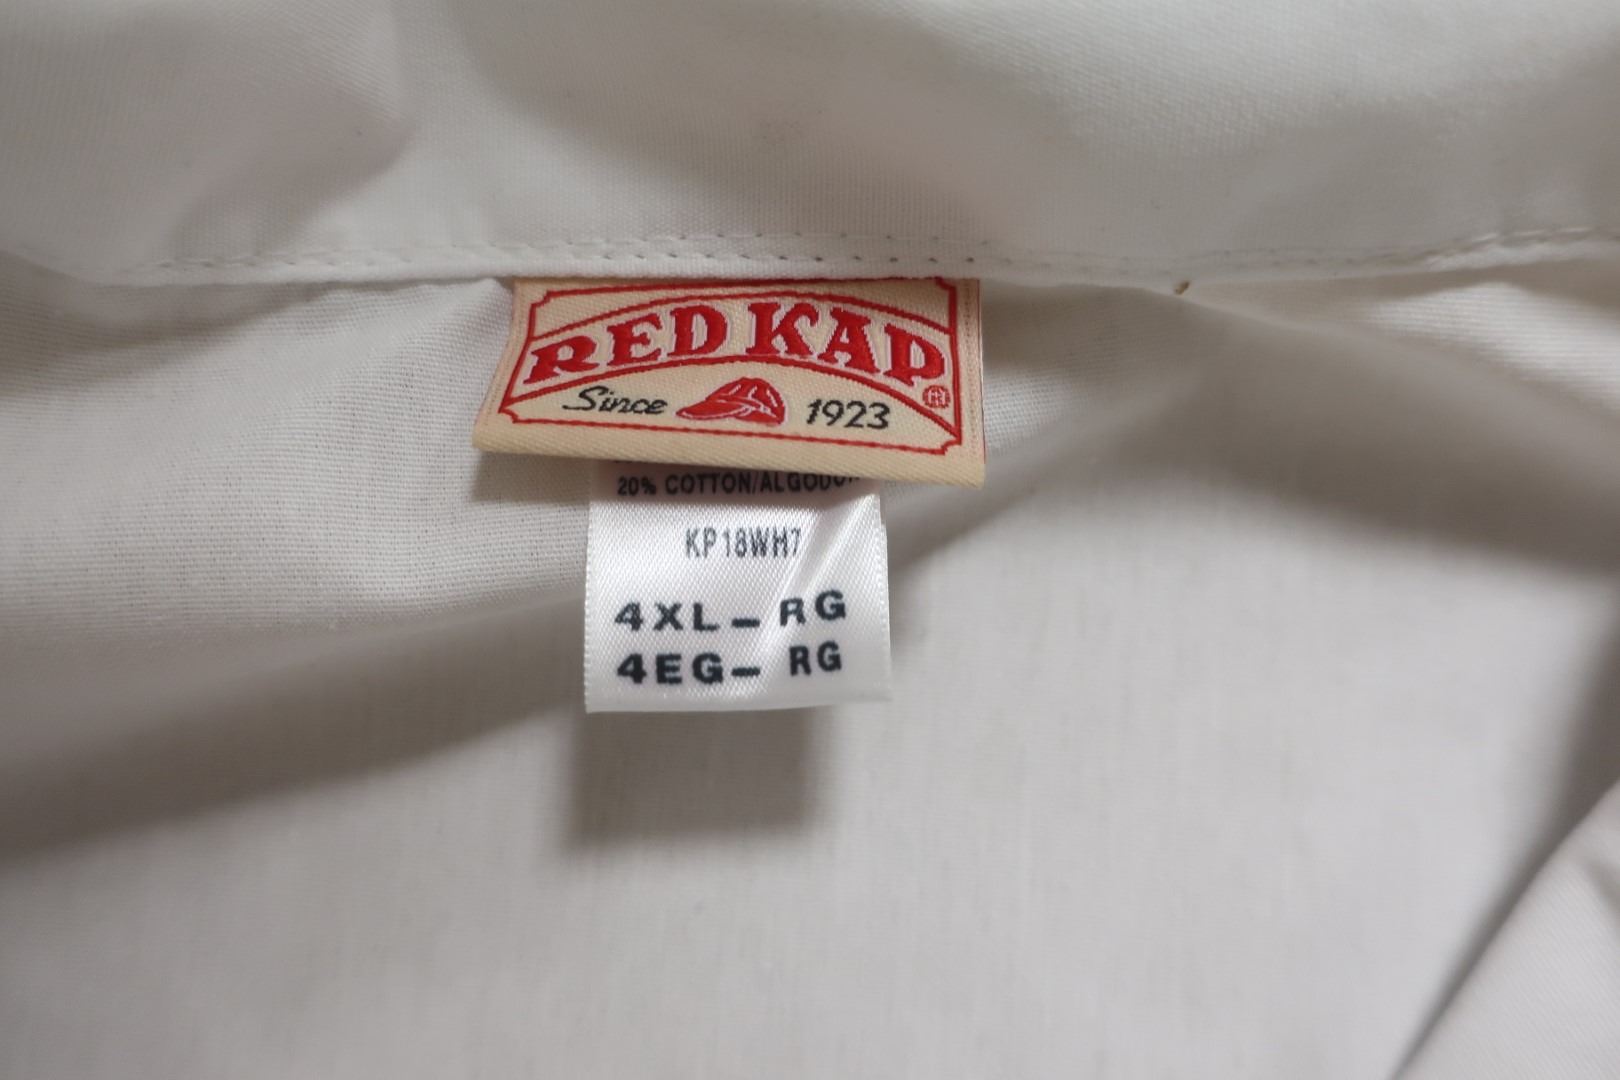 RED KAP
Since 1923
20% COTTON/ALGODON
KP18WH7
4XL-RG
4EG-RG